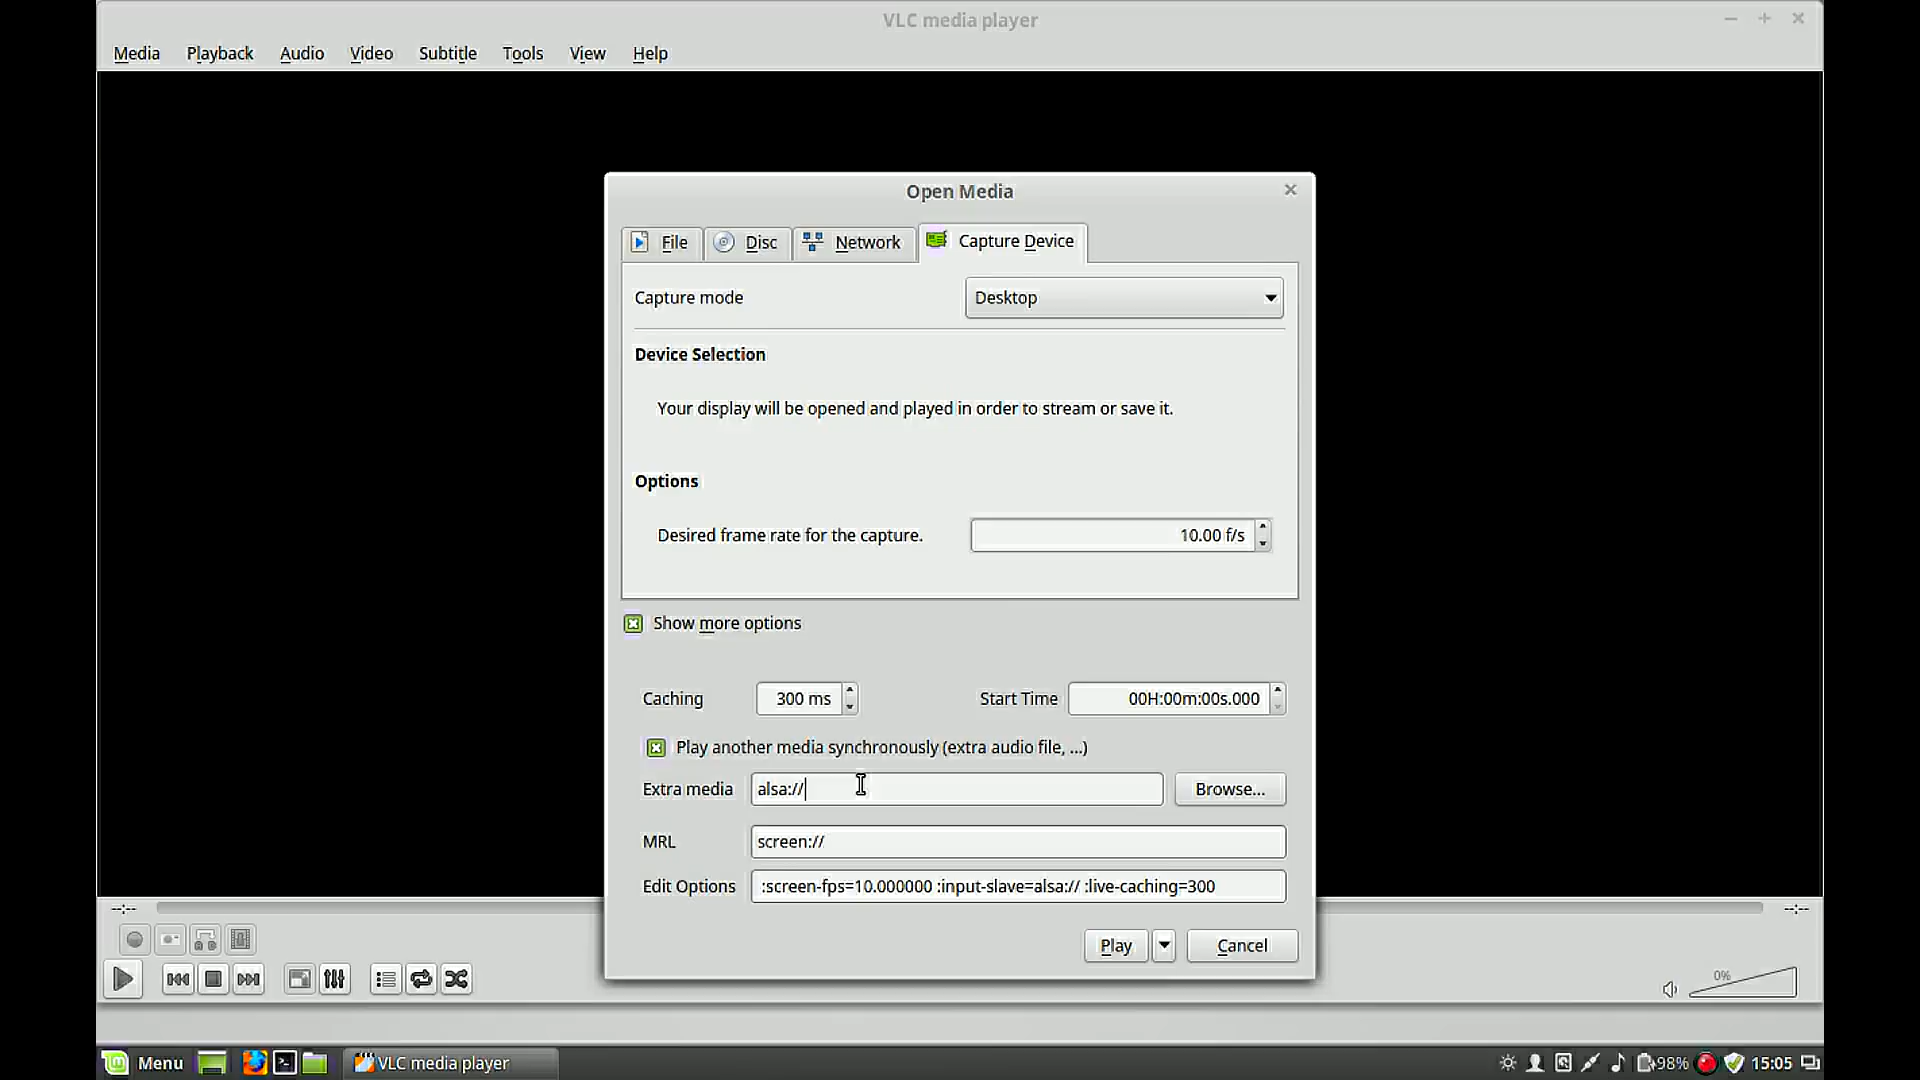 VLC media player
Media Playback Audio Video Subtitle Tools View Help
Open Media
File Disc Network Capture Device
Capture mode Desktop
Device Selection
Your display will be opened and played in order to stream or save it.
Options
Desired frame rate for the capture. 10.00 f/s
Show more options
Caching 300 ms Start Time 00H:00m:00s.000
Play another media synchronously (extra audio file, ...)
Extra media alsa:// Browse...
MRL screen://
Edit Options :screen-fps=10.000000 :input-slave=alsa:// :live-caching=300
--:-- --:--
Play Cancel
0%
Menu VLC media player 98% 15:05